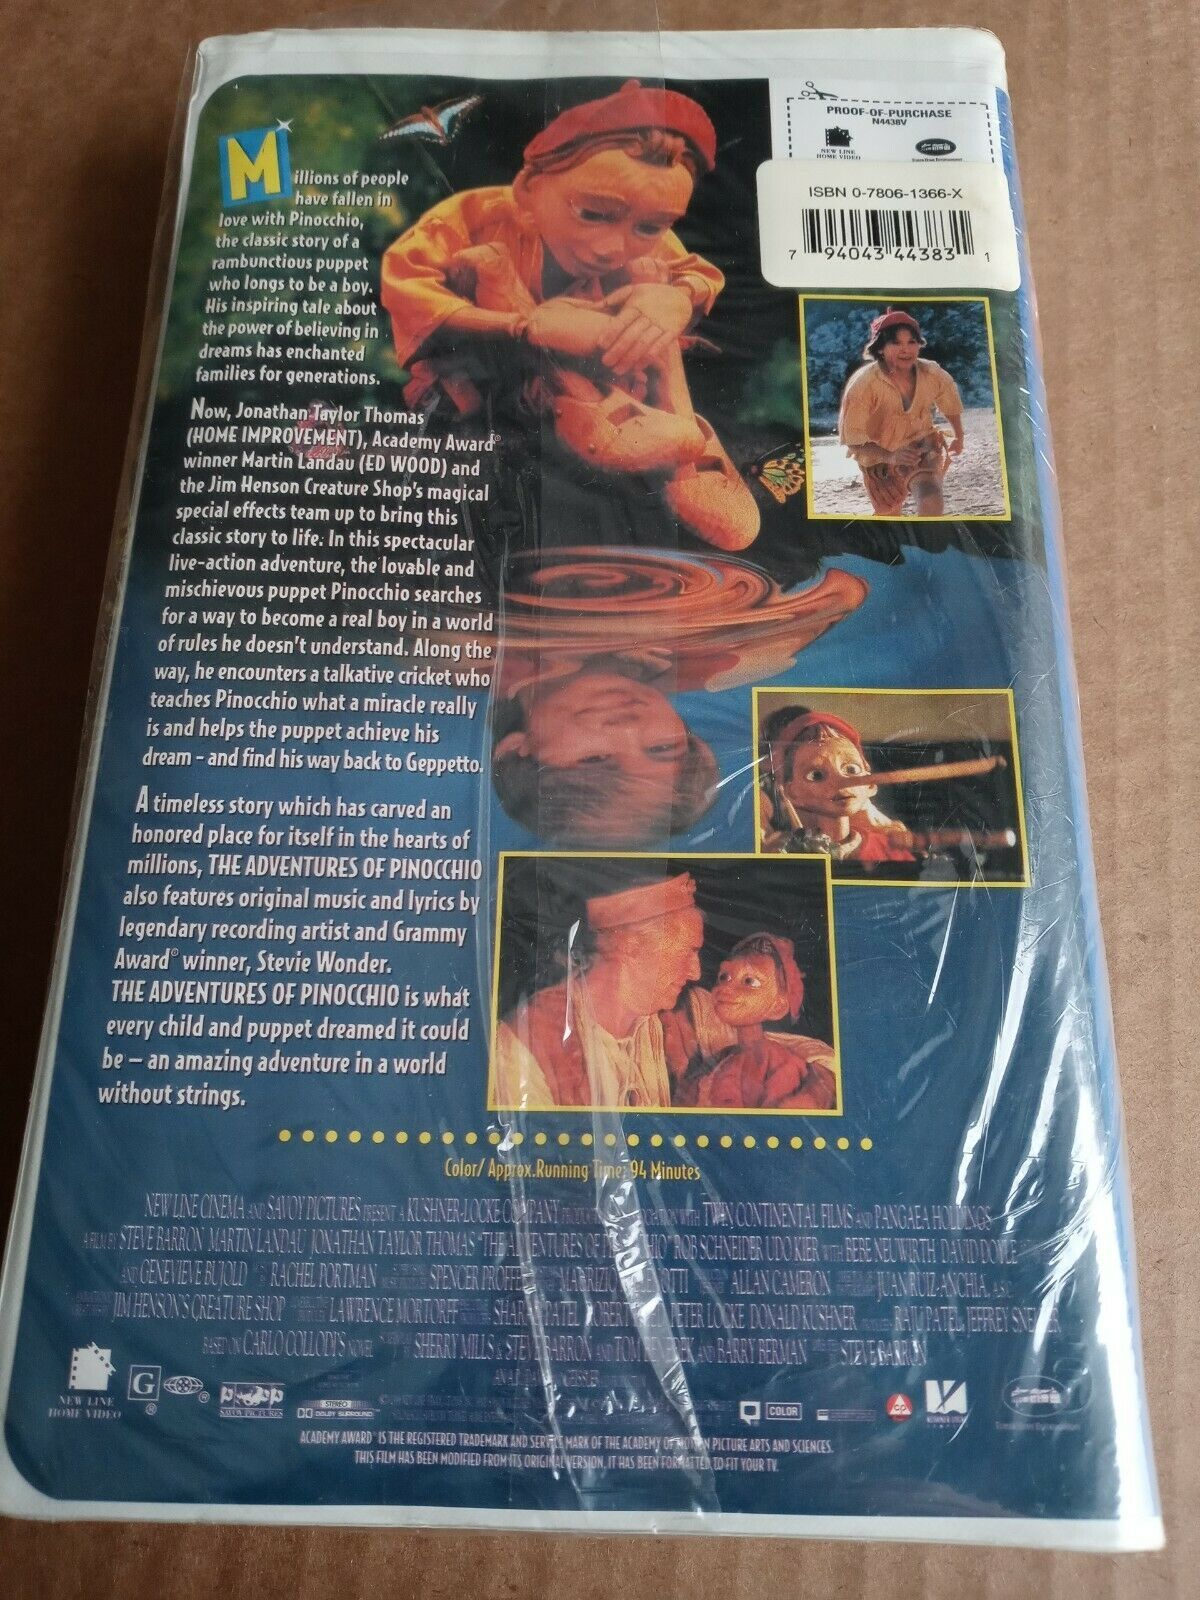 PROOF-OF-PURCHASE
N4438V
NEW LINE
HOME VIDEO
ISBN 0-7806-1366-X
7 94043 44383 1
Millions of people
have fallen in
love with Pinocchio,
the classic story of a
rambunctious puppet
who longs to be a boy.
His inspiring tale about
the power of believing in
dreams has enchanted
families for generations.
Now, Jonathan Taylor Thomas
(HOME IMPROVEMENT), Academy Award®
winner Martin Landau (ED WOOD) and
the Jim Henson Creature Shop's magical
special effects team up to bring this
classic story to life. In this spectacular
live-action adventure, the lovable and
mischievous puppet Pinocchio searches
for a way to become a real boy in a world
of rules he doesn't understand. Along the
way, he encounters a talkative cricket who
teaches Pinocchio what a miracle really
is and helps the puppet achieve his
dream - and find his way back to Geppetto.
A timeless story which has carved an
honored place for itself in the hearts of
millions, THE ADVENTURES OF PINOCCHIO
also features original music and lyrics by
legendary recording artist and Grammy
Award® winner, Stevie Wonder.
THE ADVENTURES OF PINOCCHIO is what
every child and puppet dreamed it could
be – an amazing adventure in a world
without strings.
Color/ Approx. Running Time: 94 Minutes
NEW LINE CINEMA AND SAVOY PICTURES PRESENT A KUSHNER-LOCKE COMPANY WITH TWIN CONTINENTAL FILMS AND PANGAEA HOLDINGS
A FILM BY STEVE BARRON MARTIN LANDAU JONATHAN TAYLOR THOMAS "THE ADVENTURES OF PINOCCHIO" ROB SCHNEIDER UDO KIER WITH BEBE NEUWIRTH DAVID DOYLE
AND GENEVIEVE BUJOLD RACHEL PORTMAN SPENCER ALLAN CAMERON JUAN RUIZ-ANCHIA, A.S.C.
JIM HENSON'S CREATURE SHOP LAWRENCE MORTORFF PETER LOCKE DONALD KUSHNER RAJU PATEL, JEFFREY
BASED ON CARLO COLLODI'S NOVEL SHERRY MILLS & STEVE BARRON AND TOM AND BARRY BERMAN STEVE BARRON
NEW LINE
HOME VIDEO
G
®
®
SAVOY PICTURES
STEREO
DOLBY SURROUND
COLOR
ACADEMY AWARD® IS THE REGISTERED TRADEMARK AND SERVICE MARK OF THE ACADEMY OF MOTION PICTURE ARTS AND SCIENCES.
THIS FILM HAS BEEN MODIFIED FROM ITS ORIGINAL VERSION. IT HAS BEEN FORMATTED TO FIT YOUR TV.